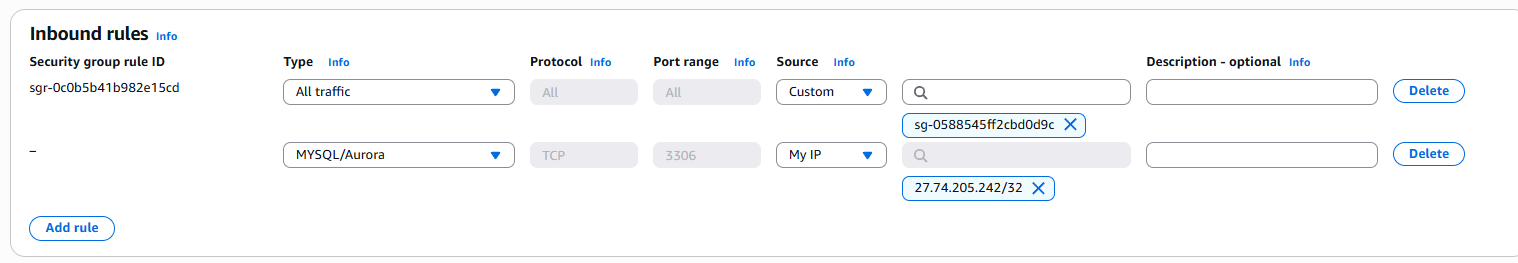 Inbound rules Info
Security group rule ID Type Info Protocol Info Port range Info Source Info Description - optional Info
sgr-0c0b5b41b982e15cd All traffic All All Custom Delete
sg-0588545ff2cbd0d9c
– MYSQL/Aurora TCP 3306 My IP Delete
27.74.205.242/32
Add rule